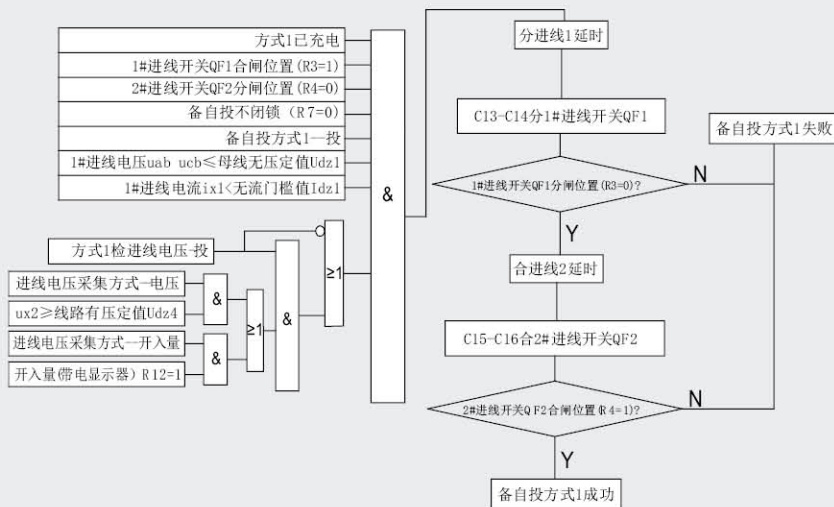 方式1已充电
1#进线开关QF1合闸位置(R3=1)
2#进线开关QF2分闸位置(R4=0)
备自投不闭锁（R7=0）
备自投方式1--投
1#进线电压uab ucb≤母线无压定值Udz1
1#进线电流ix1<无流门槛值Idz1
&
方式1检进线电压-投
进线电压采集方式—电压
ux2≥线路有压定值Udz4
&
进线电压采集方式--开入量
开入量(带电显示器）R12=1
&
≥1
&
≥1
分进线1延时
C13-C14分1#进线开关QF1
1#进线开关QF1分闸位置(R3=0)?
N
备自投方式1失败
Y
合进线2延时
C15-C16合2#进线开关QF2
2#进线开关QF2合闸位置(R4=1)?
N
Y
备自投方式1成功